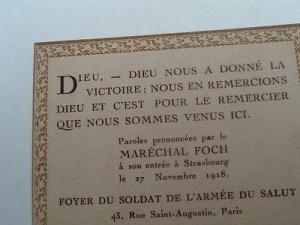 DIEU, — DIEU NOUS A DONNÉ LA
VICTOIRE : NOUS EN REMERCIONS
DIEU ET C'EST POUR LE REMERCIER
QUE NOUS SOMMES VENUS ICI.
Paroles prononcées par le
MARÉCHAL FOCH
à son entrée à Strasbourg
le 27 Novembre 1918.
FOYER DU SOLDAT DE L'ARMÉE DU SALUT
43, Rue Saint-Augustin, Paris